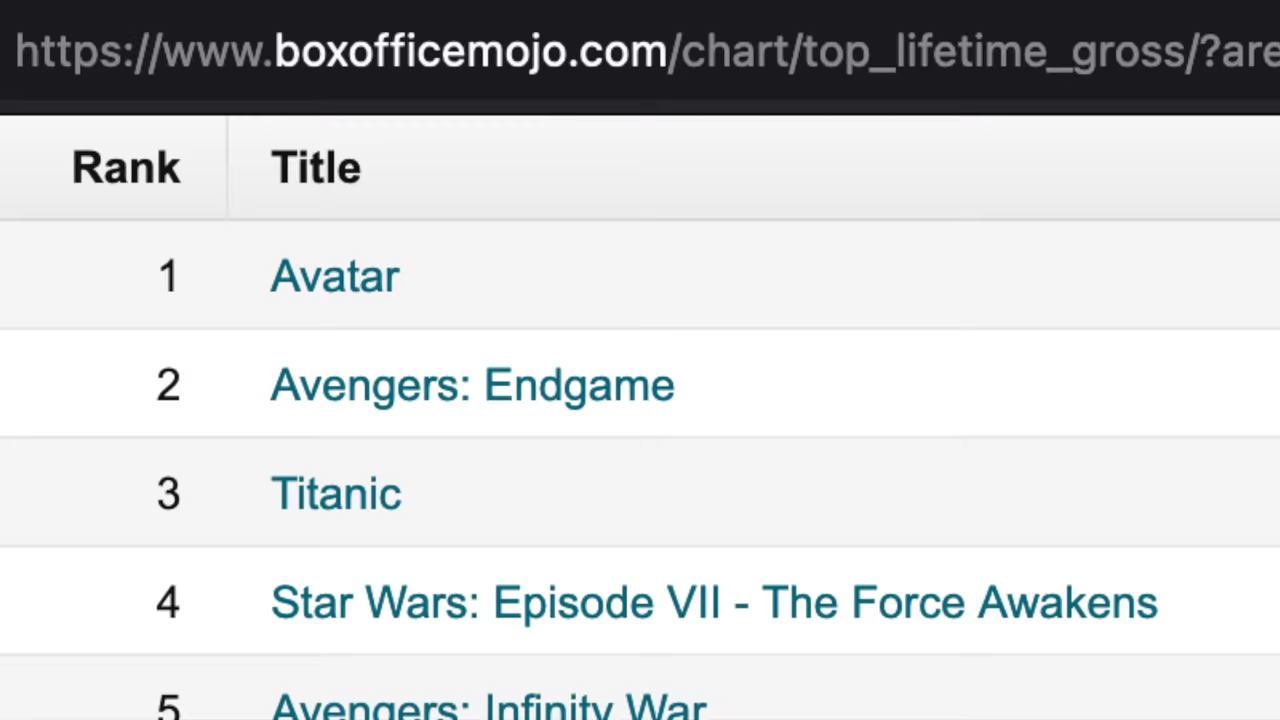 https://www.boxofficemojo.com/chart/top_lifetime_gross/?are
Rank Title
1 Avatar
2 Avengers: Endgame
3 Titanic
4 Star Wars: Episode VII - The Force Awakens
5 Avengers: Infinity War